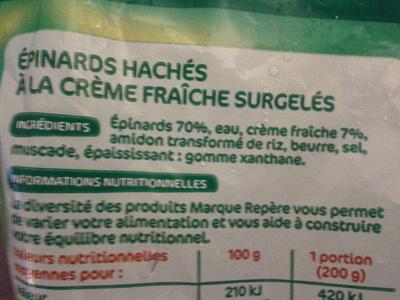 ÉPINARDS HACHÉS
À LA CRÈME FRAÎCHE SURGELÉS
INGRÉDIENTS Épinards 70%, eau, crème fraîche 7%,
amidon transformé de riz, beurre, sel,
muscade, épaississant : gomme xanthane.
INFORMATIONS NUTRITIONNELLES
la diversité des produits Marque Repère vous permet
de varier votre alimentation et vous aide à construire
votre équilibre nutritionnel.
nutritionnelles 100 g 1 portion
pour : (200 g)
210 kJ 420 kJ